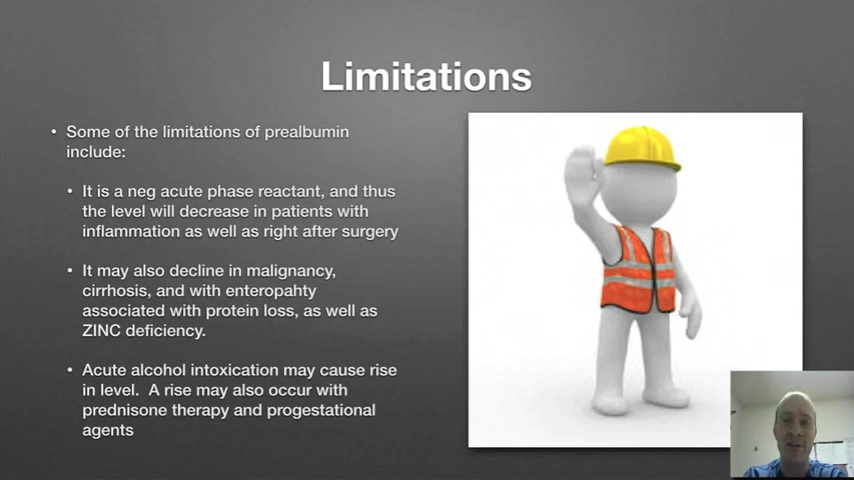 Limitations
• Some of the limitations of prealbumin
include:
• It is a neg acute phase reactant, and thus
the level will decrease in patients with
inflammation as well as right after surgery
• It may also decline in malignancy,
cirrhosis, and with enteropahty
associated with protein loss, as well as
ZINC deficiency.
• Acute alcohol intoxication may cause rise
in level.  A rise may also occur with
prednisone therapy and progestational
agents